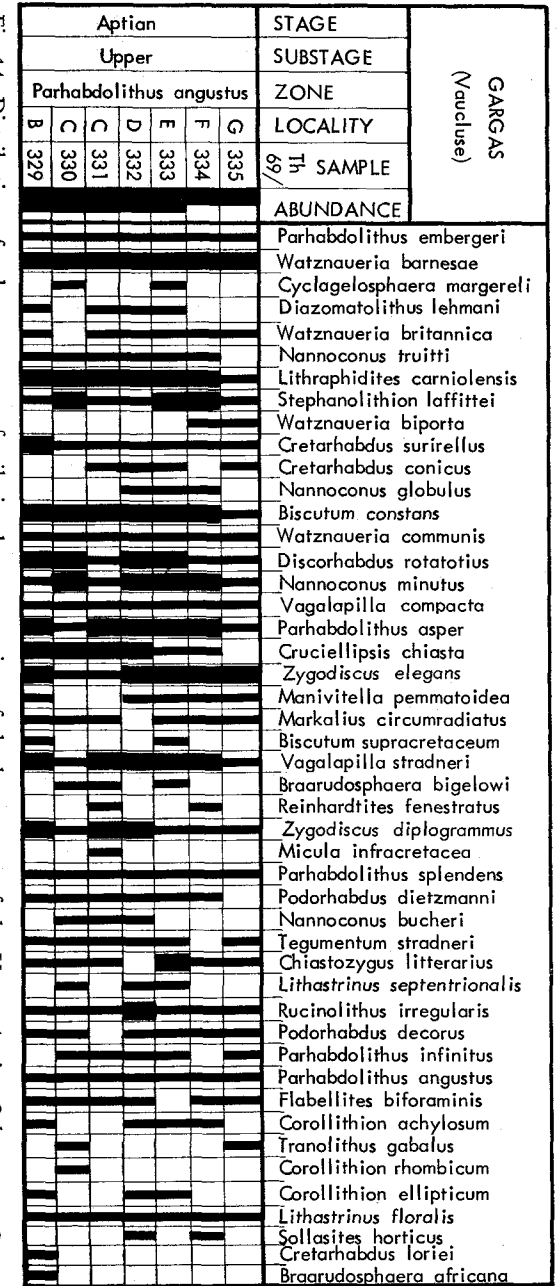 Aptian STAGE
Upper SUBSTAGE
Parhabdolithus angustus ZONE
B C C D E F G LOCALITY
329 330 331 332 333 334 335 Th 69/ SAMPLE
ABUNDANCE
GARGAS
(Vaucluse)
Parhabdolithus embergeri
Watznaueria barnesae
Cyclagelosphaera margereli
Diazomatolithus lehmani
Watznaueria britannica
Nannoconus truitti
Lithraphidites carniolensis
Stephanolithion laffittei
Watznaueria biporta
Cretarhabdus surirellus
Cretarhabdus conicus
Nannoconus globulus
Biscutum constans
Watznaueria communis
Discorhabdus rotatotius
Nannoconus minutus
Vagalapilla compacta
Parhabdolithus asper
Cruciellipsis chiasta
Zygodiscus elegans
Manivitella pemmatoidea
Markalius circumradiatus
Biscutum supracretaceum
Vagalapilla stradneri
Braarudosphaera bigelowi
Reinhardtites fenestratus
Zygodiscus diplogrammus
Micula infracretacea
Parhabdolithus splendens
Podorhabdus dietzmanni
Nannoconus bucheri
Tegumentum stradneri
Chiastozygus litterarius
Lithastrinus septentrionalis
Rucinolithus irregularis
Podorhabdus decorus
Parhabdolithus infinitus
Parhabdolithus angustus
Flabellites biforaminis
Corollithion achylosum
Tranolithus gabalus
Corollithion rhombicum
Corollithion ellipticum
Lithastrinus floralis
Sollasites horticus
Cretarhabdus loriei
Braarudosphaera africana